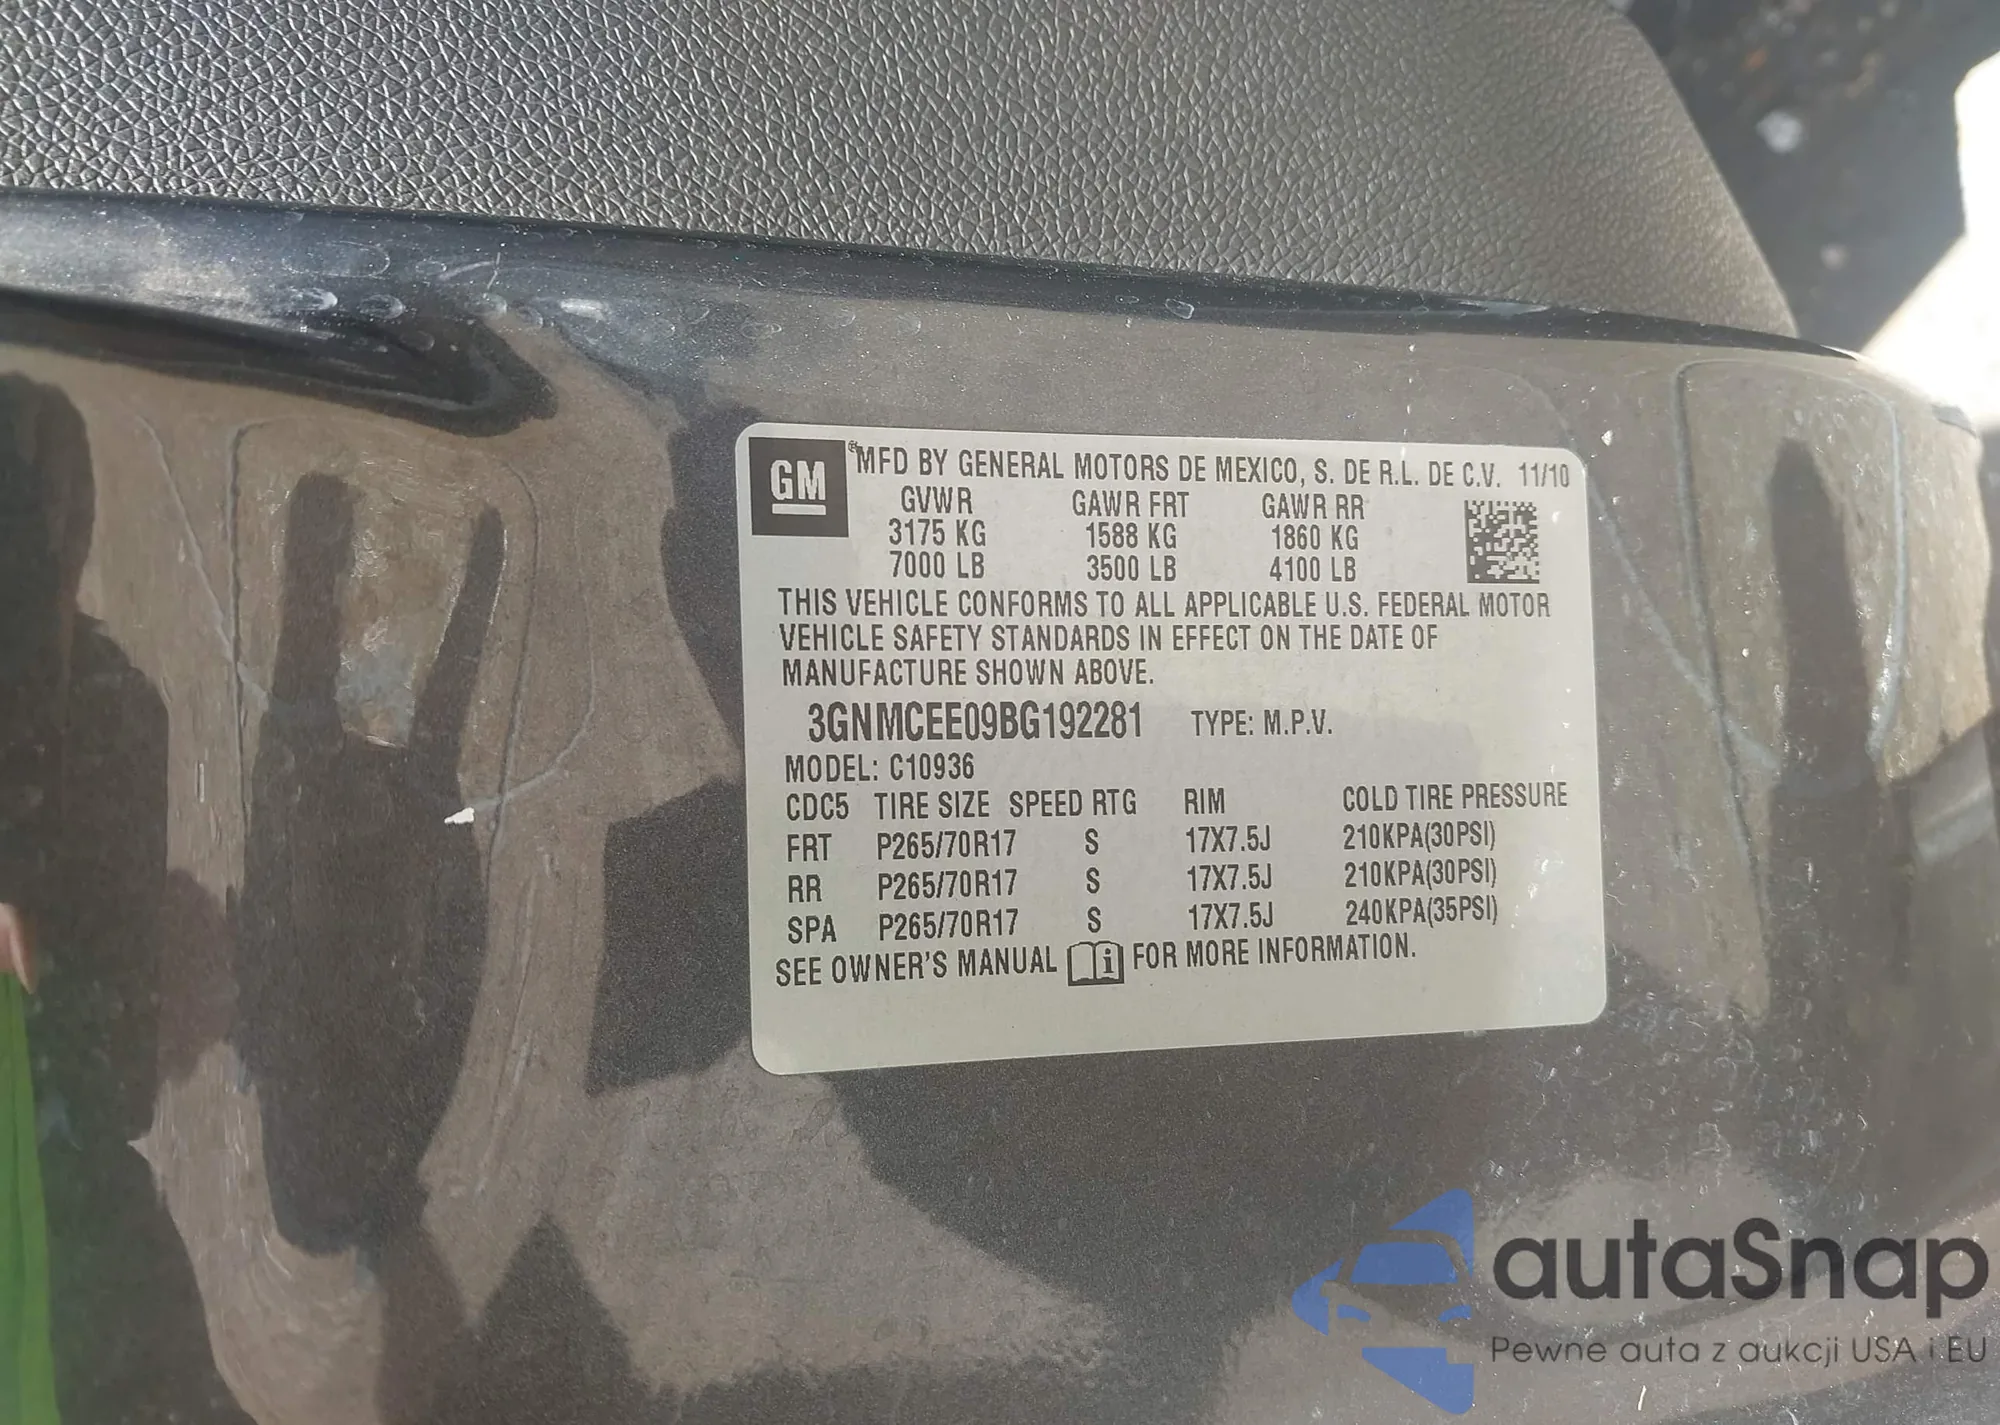 GM
® MFD BY GENERAL MOTORS DE MEXICO, S. DE R.L. DE C.V. 11/10
GVWR GAWR FRT GAWR RR
3175 KG 1588 KG 1860 KG
7000 LB 3500 LB 4100 LB
THIS VEHICLE CONFORMS TO ALL APPLICABLE U.S. FEDERAL MOTOR
VEHICLE SAFETY STANDARDS IN EFFECT ON THE DATE OF
MANUFACTURE SHOWN ABOVE.
3GNMCEE09BG192281 TYPE: M.P.V.
MODEL: C10936
CDC5 TIRE SIZE SPEED RTG RIM COLD TIRE PRESSURE
FRT P265/70R17 S 17X7.5J 210KPA(30PSI)
RR P265/70R17 S 17X7.5J 210KPA(30PSI)
SPA P265/70R17 S 17X7.5J 240KPA(35PSI)
SEE OWNER'S MANUAL i FOR MORE INFORMATION.
autaSnap
Pewne auta z aukcji USA i EU